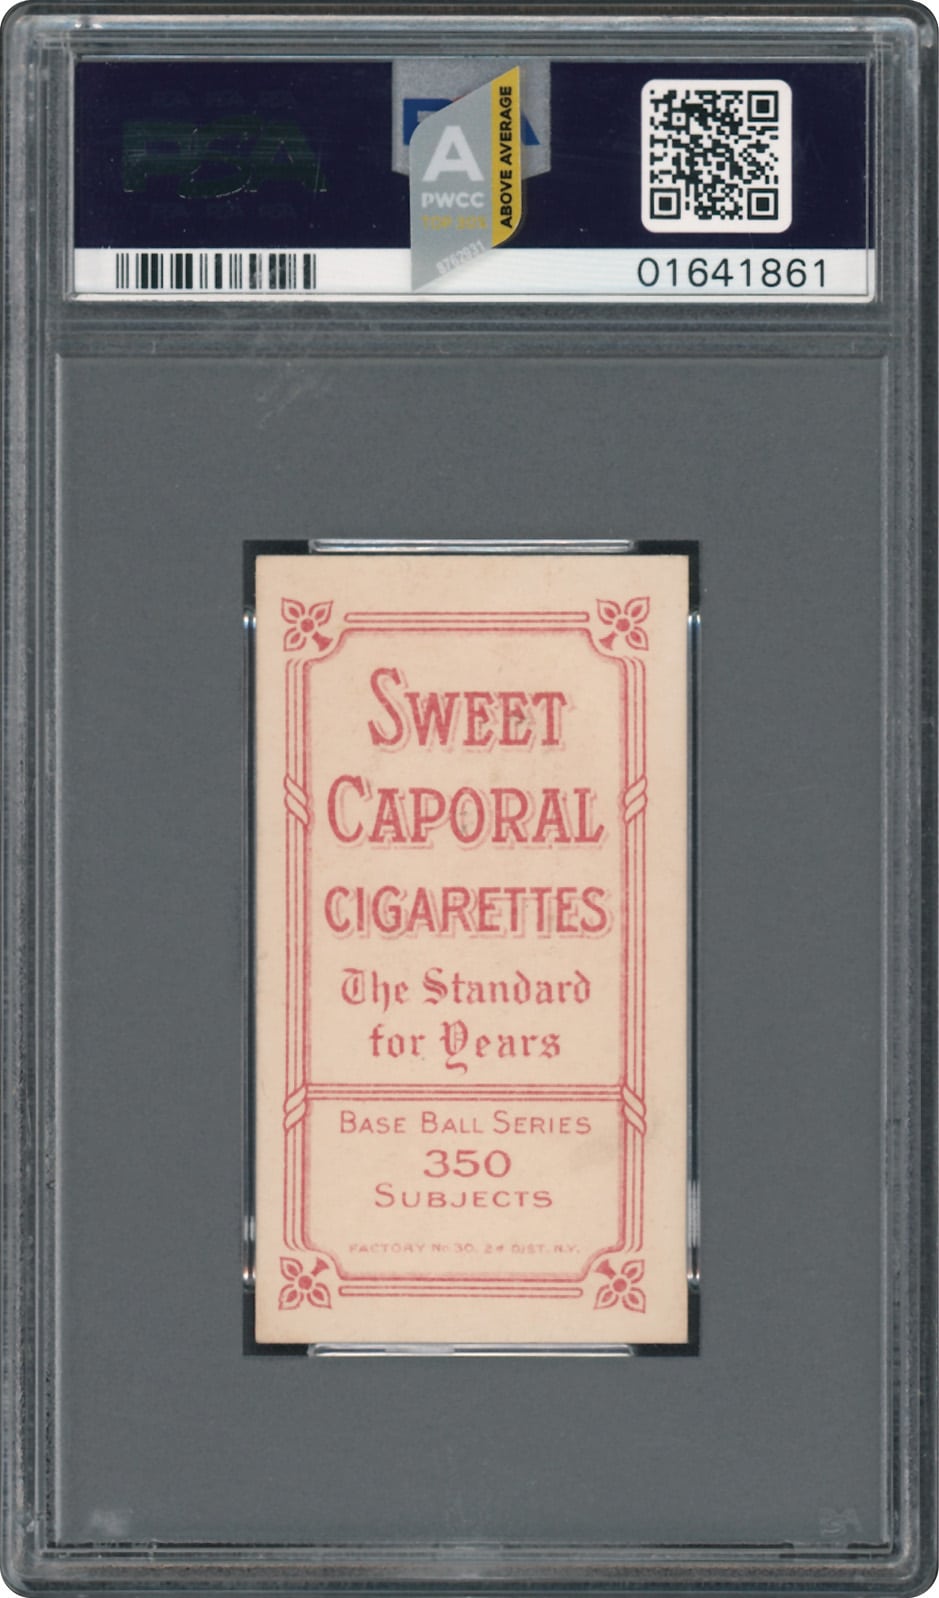 PSA
A
PWCC
TOP 30%
ABOVE AVERAGE
8762931
01641861
SWEET
CAPORAL
CIGARETTES
The Standard
for Years
BASE BALL SERIES
350
SUBJECTS
FACTORY No 30, 2d DIST. N.Y.